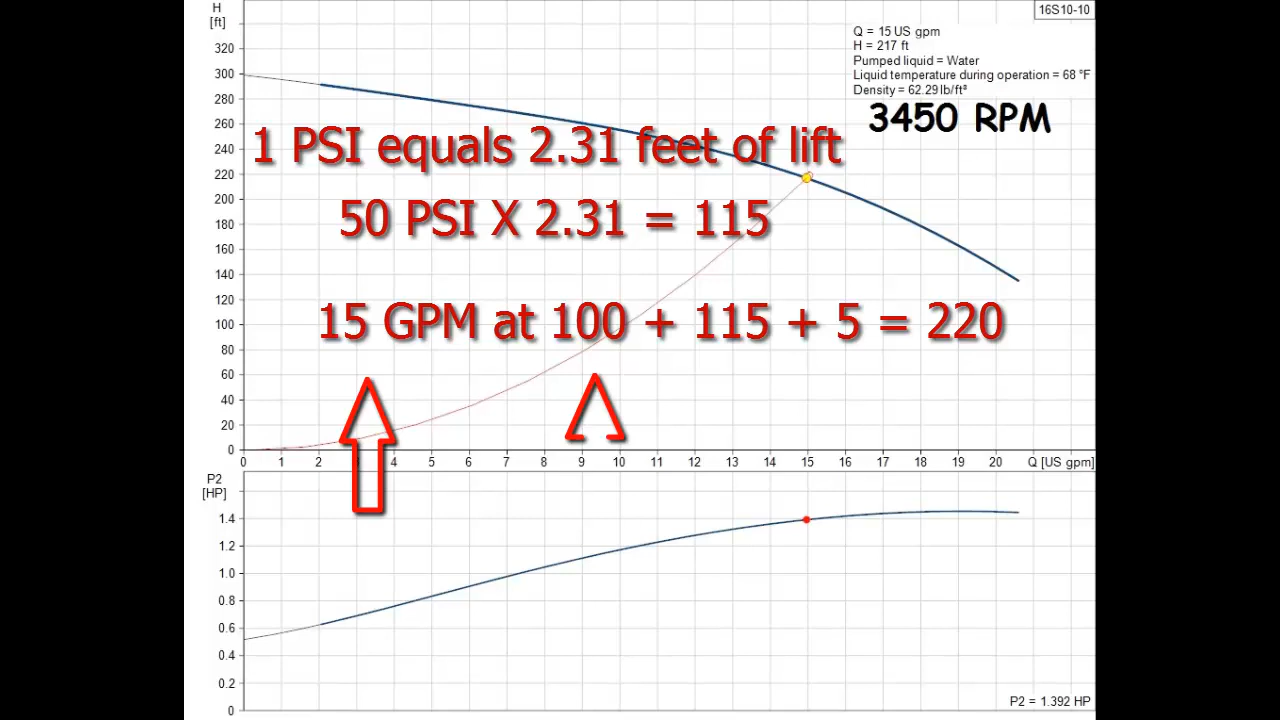 H
[ft]
16S10-10
Q = 15 US gpm
H = 217 ft
Pumped liquid = Water
Liquid temperature during operation = 68 °F
Density = 62.29 lb/ft³
3450 RPM
320
300
280
260
240
220
200
180
160
140
120
100
80
60
40
20
0
1 PSI equals 2.31 feet of lift
50 PSI X 2.31 = 115
15 GPM at 100 + 115 + 5 = 220
0 1 2 3 4 5 6 7 8 9 10 11 12 13 14 15 16 17 18 19 20 Q [US gpm]
P2
[HP]
1.4
1.2
1.0
0.8
0.6
0.4
0.2
0
P2 = 1.392 HP